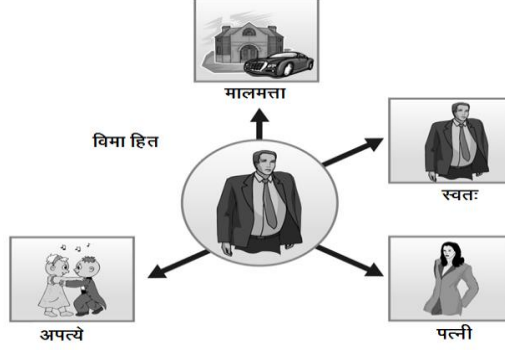 मालमत्ता
विमा हित
स्वतः
अपत्ये
पत्नी